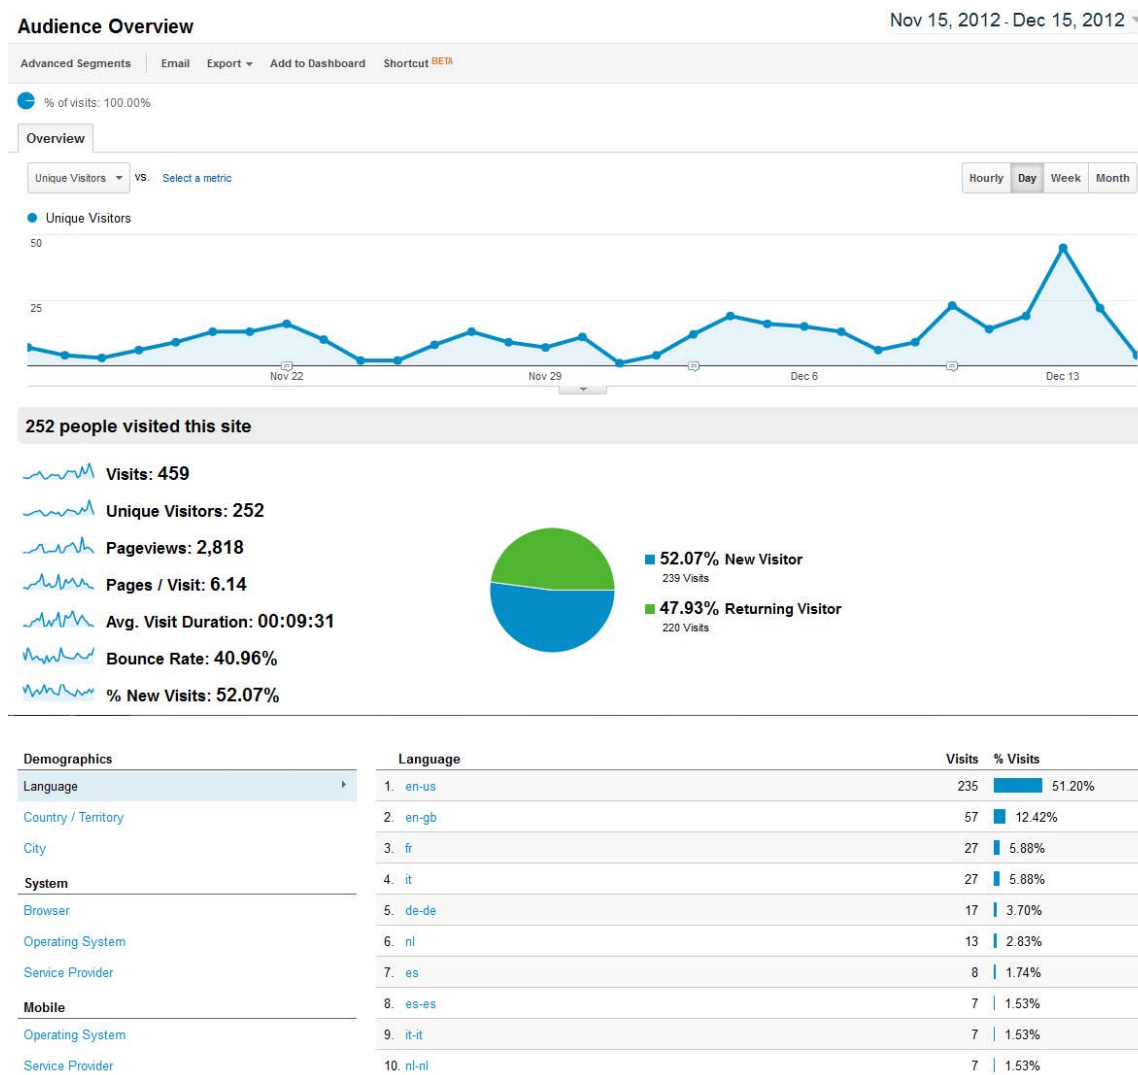 Audience Overview
Nov 15, 2012 - Dec 15, 2012
Advanced Segments Email Export Add to Dashboard Shortcut BETA
% of visits: 100.00%
Overview
Unique Visitors VS. Select a metric
Hourly Day Week Month
Unique Visitors
50
25
Nov 22 Nov 29 Dec 6 Dec 13
252 people visited this site
Visits: 459
Unique Visitors: 252
Pageviews: 2,818
Pages / Visit: 6.14
Avg. Visit Duration: 00:09:31
Bounce Rate: 40.96%
% New Visits: 52.07%
52.07% New Visitor
239 Visits
47.93% Returning Visitor
220 Visits
Demographics
Language
Country / Territory
City
System
Browser
Operating System
Service Provider
Mobile
Operating System
Service Provider
Language Visits % Visits
1. en-us 235 51.20%
2. en-gb 57 12.42%
3. fr 27 5.88%
4. it 27 5.88%
5. de-de 17 3.70%
6. nl 13 2.83%
7. es 8 1.74%
8. es-es 7 1.53%
9. it-it 7 1.53%
10. nl-nl 7 1.53%